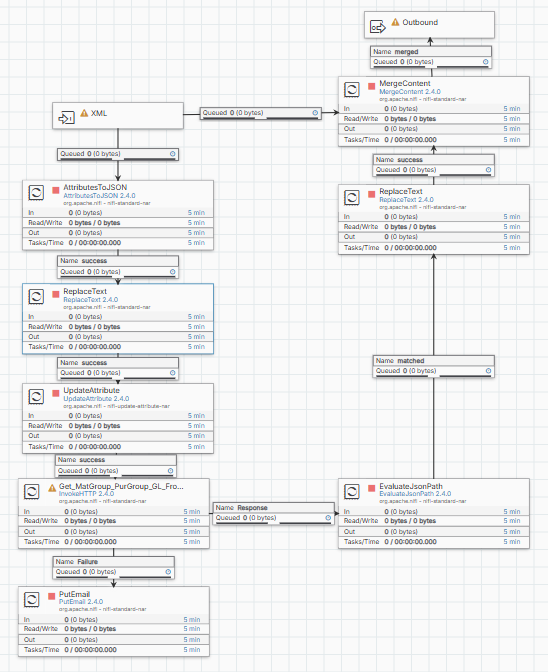 Outbound
Name merged
Queued 0 (0 bytes)
MergeContent
MergeContent 2.4.0
org.apache.nifi - nifi-standard-nar
In 0 (0 bytes) 5 min
Read/Write 0 bytes / 0 bytes 5 min
Out 0 (0 bytes) 5 min
Tasks/Time 0 / 00:00:00.000 5 min
XML
Queued 0 (0 bytes)
Queued 0 (0 bytes)
Name success
Queued 0 (0 bytes)
AttributesToJSON
AttributesToJSON 2.4.0
org.apache.nifi - nifi-standard-nar
In 0 (0 bytes) 5 min
Read/Write 0 bytes / 0 bytes 5 min
Out 0 (0 bytes) 5 min
Tasks/Time 0 / 00:00:00.000 5 min
ReplaceText
ReplaceText 2.4.0
org.apache.nifi - nifi-standard-nar
In 0 (0 bytes) 5 min
Read/Write 0 bytes / 0 bytes 5 min
Out 0 (0 bytes) 5 min
Tasks/Time 0 / 00:00:00.000 5 min
Name success
Queued 0 (0 bytes)
ReplaceText
ReplaceText 2.4.0
org.apache.nifi - nifi-standard-nar
In 0 (0 bytes) 5 min
Read/Write 0 bytes / 0 bytes 5 min
Out 0 (0 bytes) 5 min
Tasks/Time 0 / 00:00:00.000 5 min
Name success
Queued 0 (0 bytes)
Name matched
Queued 0 (0 bytes)
UpdateAttribute
UpdateAttribute 2.4.0
org.apache.nifi - nifi-update-attribute-nar
In 0 (0 bytes) 5 min
Read/Write 0 bytes / 0 bytes 5 min
Out 0 (0 bytes) 5 min
Tasks/Time 0 / 00:00:00.000 5 min
Name success
Queued 0 (0 bytes)
Get_MatGroup_PurGroup_GL_Fro...
InvokeHTTP 2.4.0
org.apache.nifi - nifi-standard-nar
In 0 (0 bytes) 5 min
Read/Write 0 bytes / 0 bytes 5 min
Out 0 (0 bytes) 5 min
Tasks/Time 0 / 00:00:00.000 5 min
Name Response
Queued 0 (0 bytes)
EvaluateJsonPath
EvaluateJsonPath 2.4.0
org.apache.nifi - nifi-standard-nar
In 0 (0 bytes) 5 min
Read/Write 0 bytes / 0 bytes 5 min
Out 0 (0 bytes) 5 min
Tasks/Time 0 / 00:00:00.000 5 min
Name Failure
Queued 0 (0 bytes)
PutEmail
PutEmail 2.4.0
org.apache.nifi - nifi-standard-nar
In 0 (0 bytes) 5 min
Read/Write 0 bytes / 0 bytes 5 min
Out 0 (0 bytes) 5 min
Tasks/Time 0 / 00:00:00.000 5 min